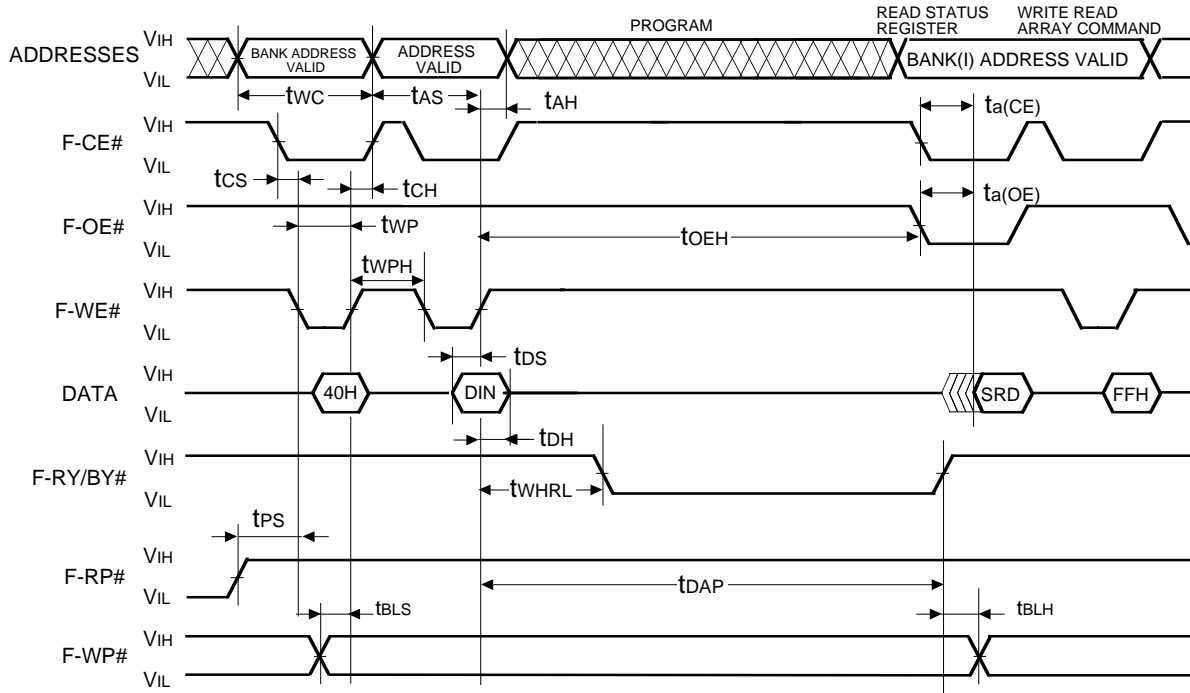 PROGRAM
READ STATUS REGISTER
WRITE READ ARRAY COMMAND
ADDRESSES
VIH
VIL
BANK ADDRESS VALID
ADDRESS VALID
BANK(I) ADDRESS VALID
tWC
tAS
tAH
ta(CE)
F-CE#
VIH
VIL
tCS
tCH
ta(OE)
F-OE#
VIH
VIL
tWP
tOEH
tWPH
F-WE#
VIH
VIL
tDS
DATA
VIH
VIL
40H
DIN
SRD
FFH
tDH
F-RY/BY#
VIH
VIL
tWHRL
tPS
F-RP#
VIH
VIL
tDAP
tBLS
tBLH
F-WP#
VIH
VIL